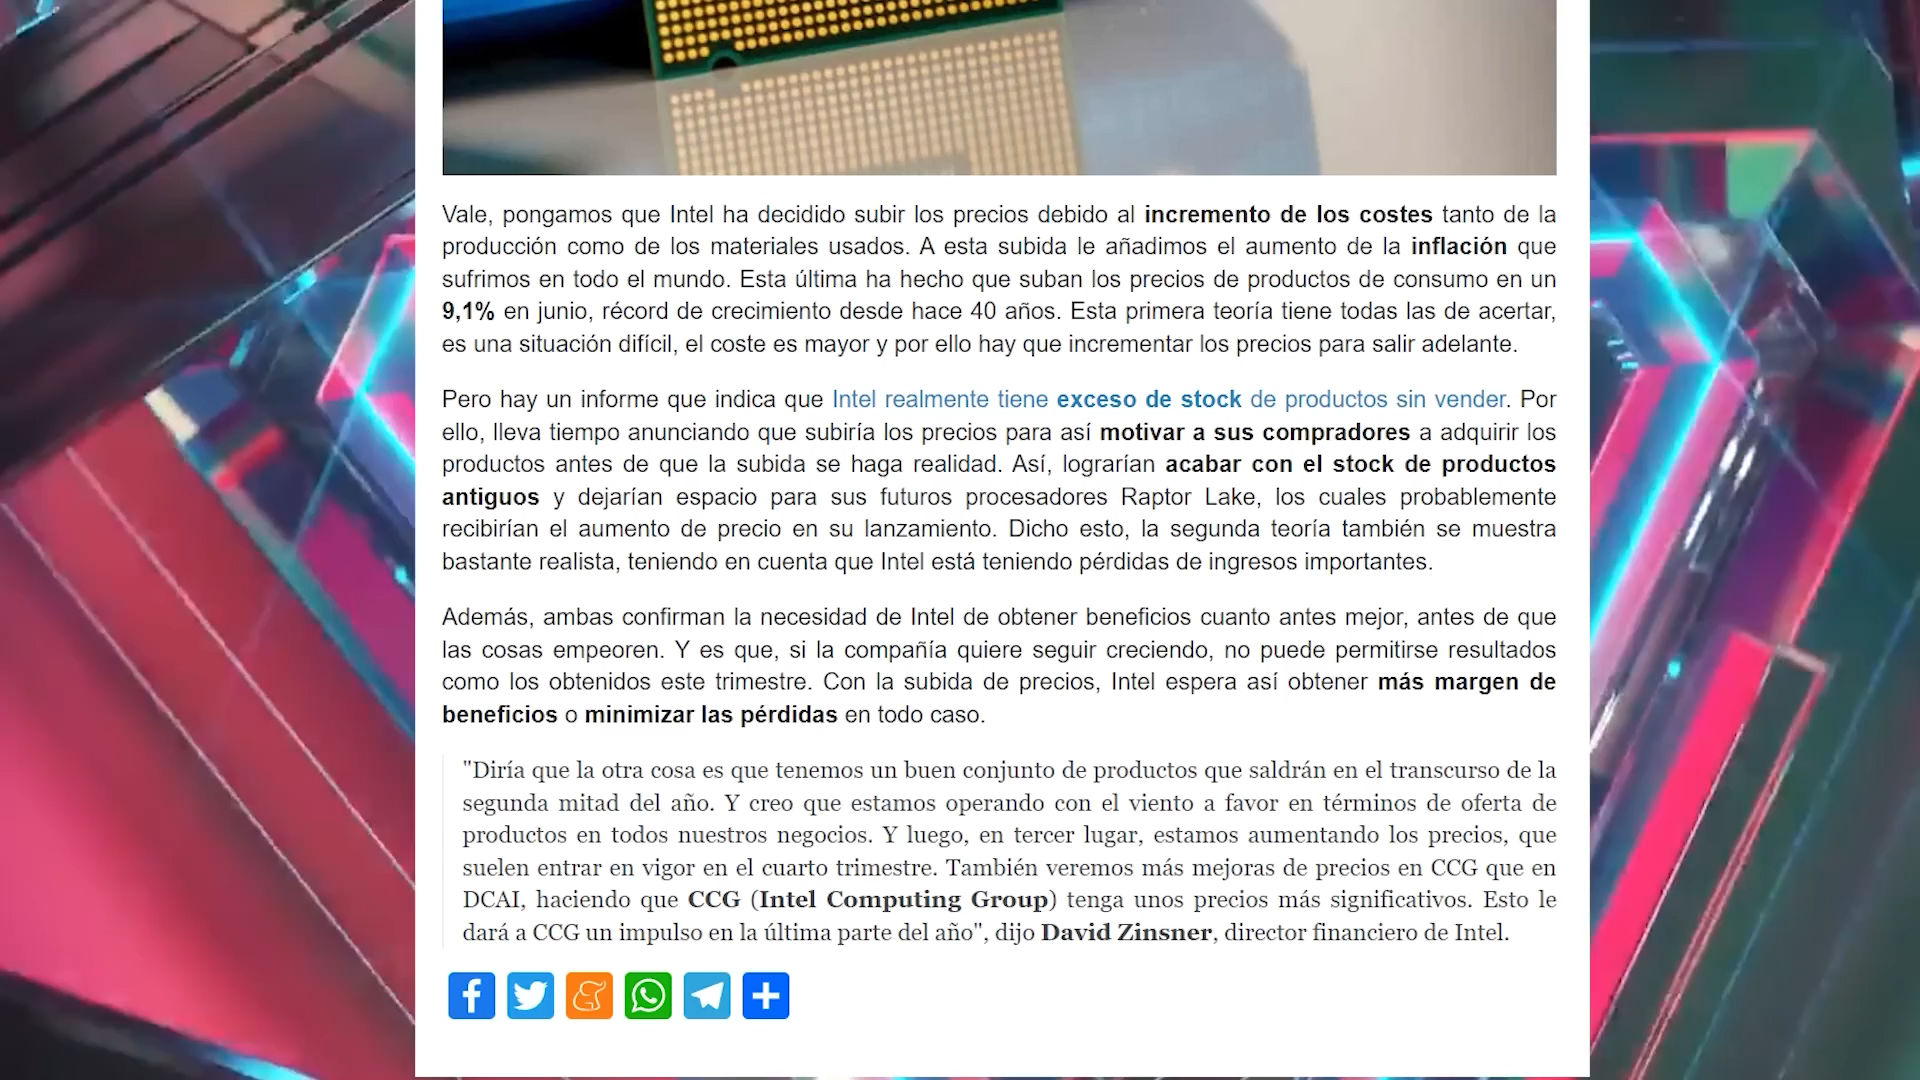 Vale, pongamos que Intel ha decidido subir los precios debido al incremento de los costes tanto de la
producción como de los materiales usados. A esta subida le añadimos el aumento de la inflación que
sufrimos en todo el mundo. Esta última ha hecho que suban los precios de productos de consumo en un
9,1% en junio, récord de crecimiento desde hace 40 años. Esta primera teoría tiene todas las de acertar,
es una situación difícil, el coste es mayor y por ello hay que incrementar los precios para salir adelante.
Pero hay un informe que indica que Intel realmente tiene exceso de stock de productos sin vender. Por
ello, lleva tiempo anunciando que subiría los precios para así motivar a sus compradores a adquirir los
productos antes de que la subida se haga realidad. Así, lograrían acabar con el stock de productos
antiguos y dejarían espacio para sus futuros procesadores Raptor Lake, los cuales probablemente
recibirían el aumento de precio en su lanzamiento. Dicho esto, la segunda teoría también se muestra
bastante realista, teniendo en cuenta que Intel está teniendo pérdidas de ingresos importantes.
Además, ambas confirman la necesidad de Intel de obtener beneficios cuanto antes mejor, antes de que
las cosas empeoren. Y es que, si la compañía quiere seguir creciendo, no puede permitirse resultados
como los obtenidos este trimestre. Con la subida de precios, Intel espera así obtener más margen de
beneficios o minimizar las pérdidas en todo caso.
"Diría que la otra cosa es que tenemos un buen conjunto de productos que saldrán en el transcurso de la
segunda mitad del año. Y creo que estamos operando con el viento a favor en términos de oferta de
productos en todos nuestros negocios. Y luego, en tercer lugar, estamos aumentando los precios, que
suelen entrar en vigor en el cuarto trimestre. También veremos más mejoras de precios en CCG que en
DCAI, haciendo que CCG (Intel Computing Group) tenga unos precios más significativos. Esto le
dará a CCG un impulso en la última parte del año", dijo David Zinsner, director financiero de Intel.